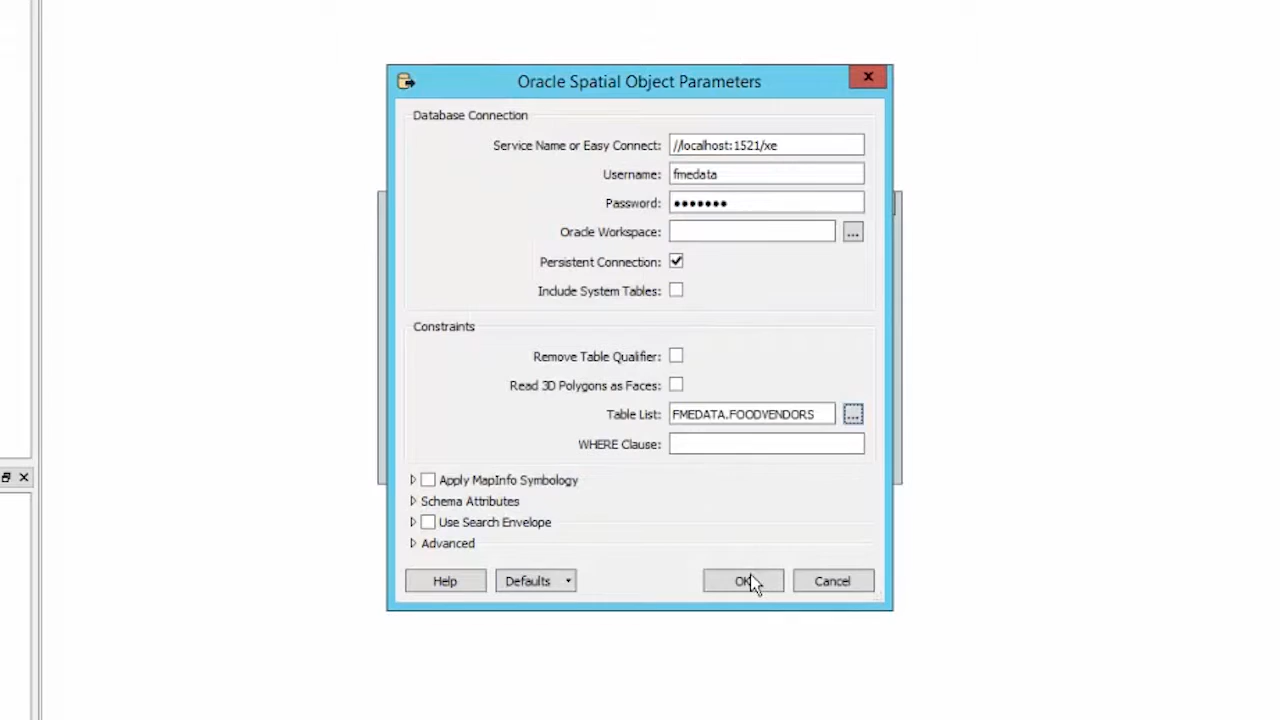 Oracle Spatial Object Parameters
Database Connection
Service Name or Easy Connect: //localhost:1521/xe
Username: fmedata
Password: •••••••
Oracle Workspace: ...
Persistent Connection:
Include System Tables:
Constraints
Remove Table Qualifier:
Read 3D Polygons as Faces:
Table List: FMEDATA.FOODVENDORS ...
WHERE Clause:
Apply MapInfo Symbology
Schema Attributes
Use Search Envelope
Advanced
Help Defaults OK Cancel